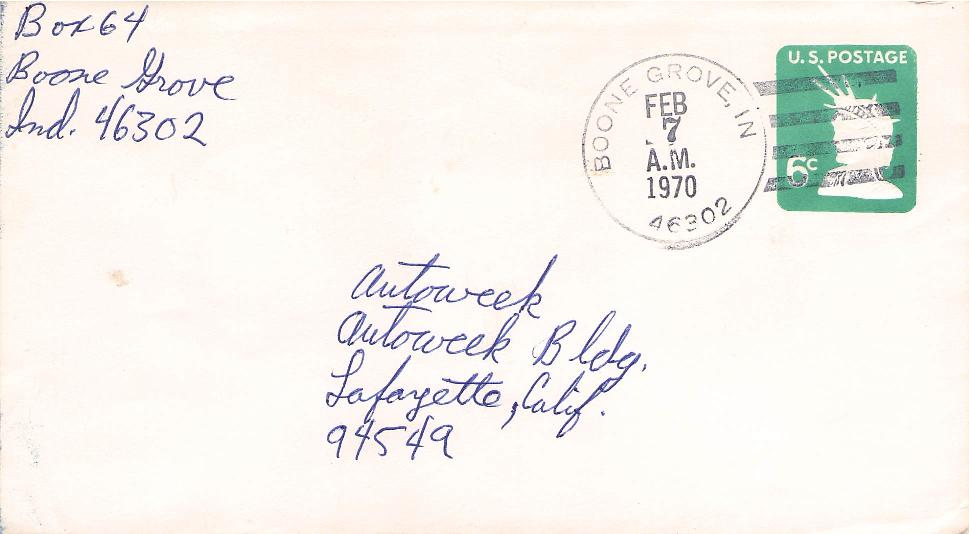 Box 64
Boone Grove
Ind. 46302
BOONE GROVE, IN
FEB
7
A.M.
1970
46302
U.S. POSTAGE
6c
Autoweek
Autoweek Bldg.
Lafayette, Calif.
94549